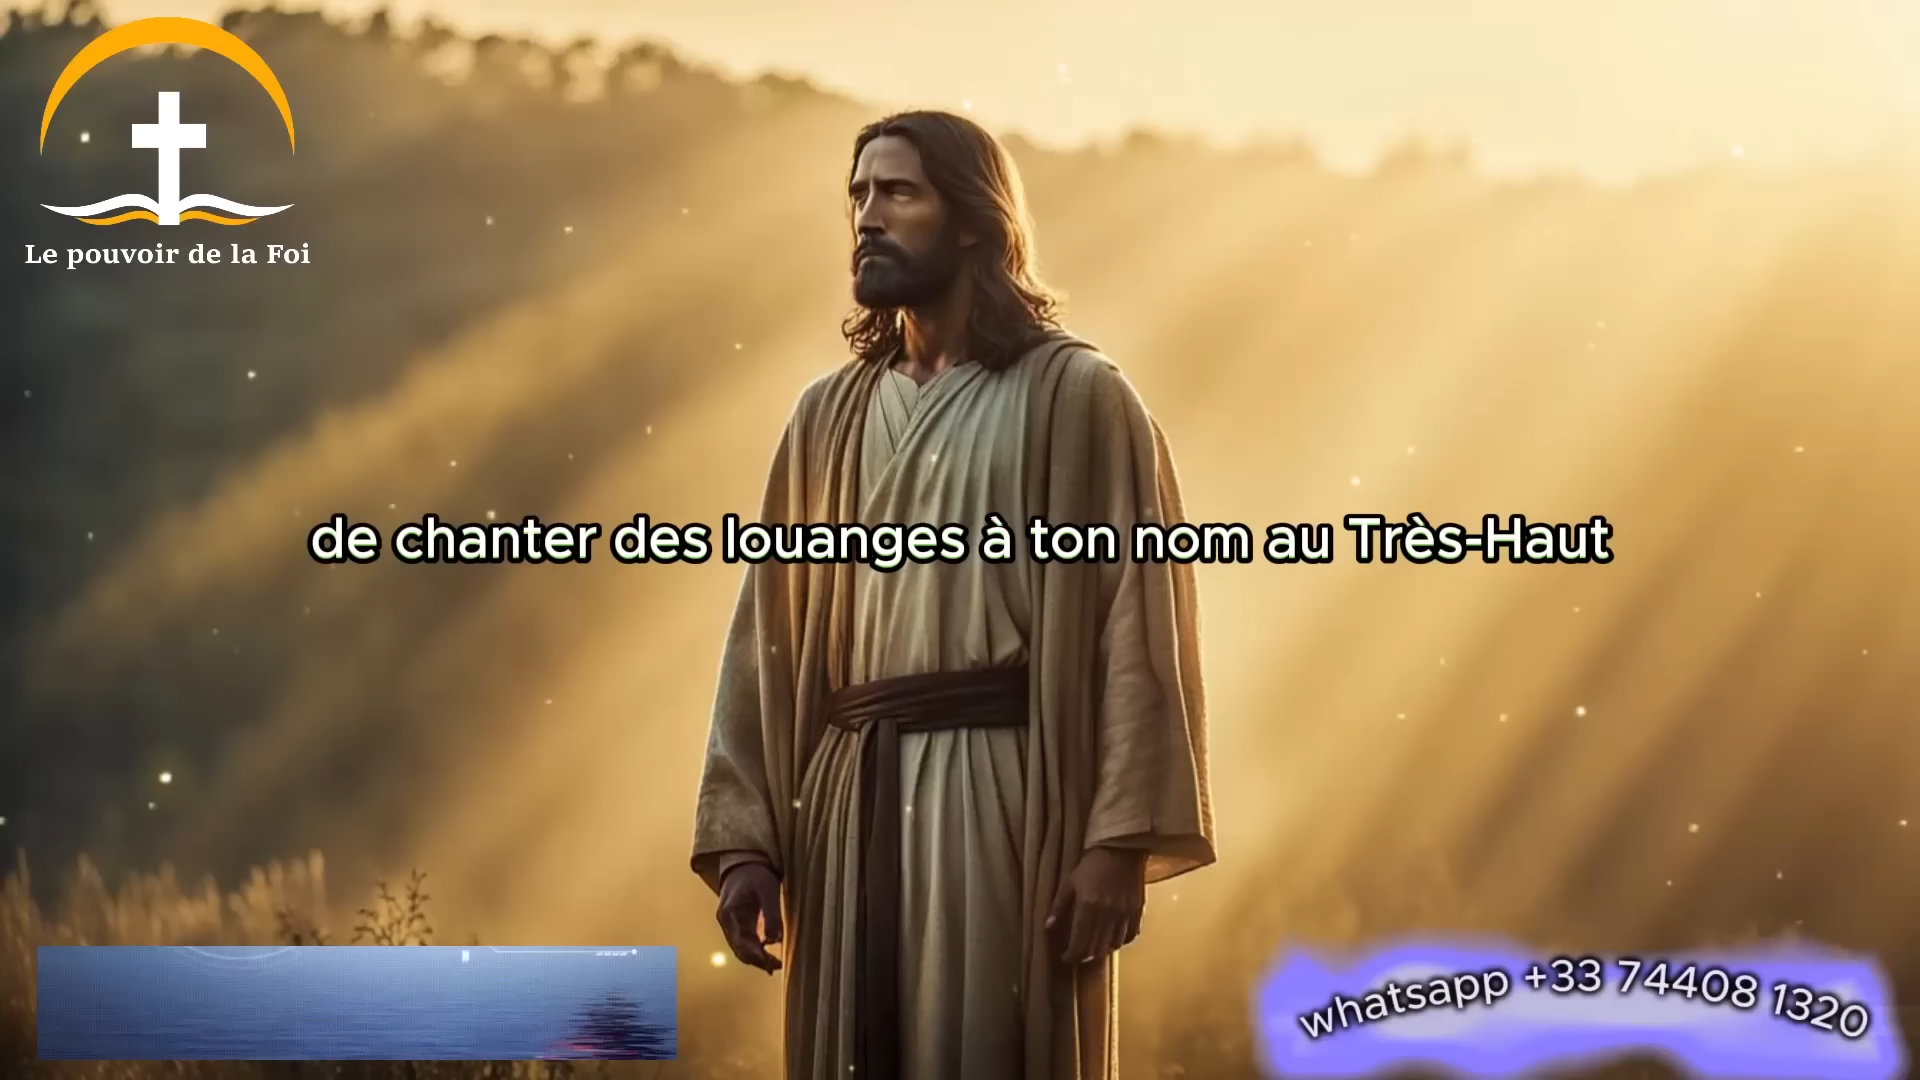 Le pouvoir de la Foi
de chanter des louanges à ton nom au Très-Haut
whatsapp +33 74408 1320